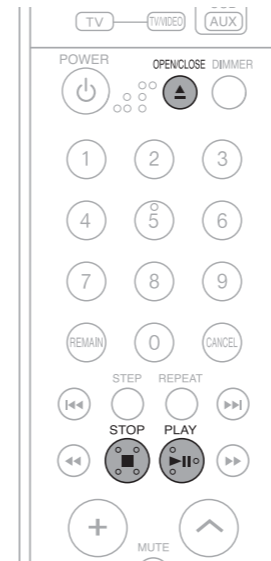 TV TV/VIDEO AUX
POWER OPEN/CLOSE DIMMER
1 2 3
4 5 6
7 8 9
REMAIN 0 CANCEL
STEP REPEAT
STOP PLAY
+
MUTE